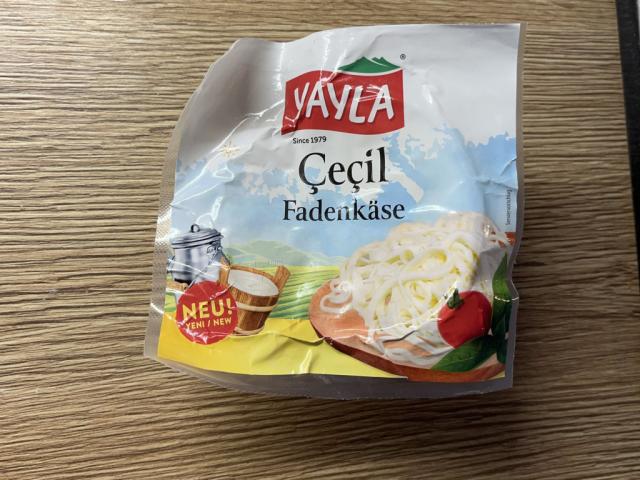 YAYLA
®
Since 1979
Çeçil
Fadenkäse
NEU!
YENI / NEW